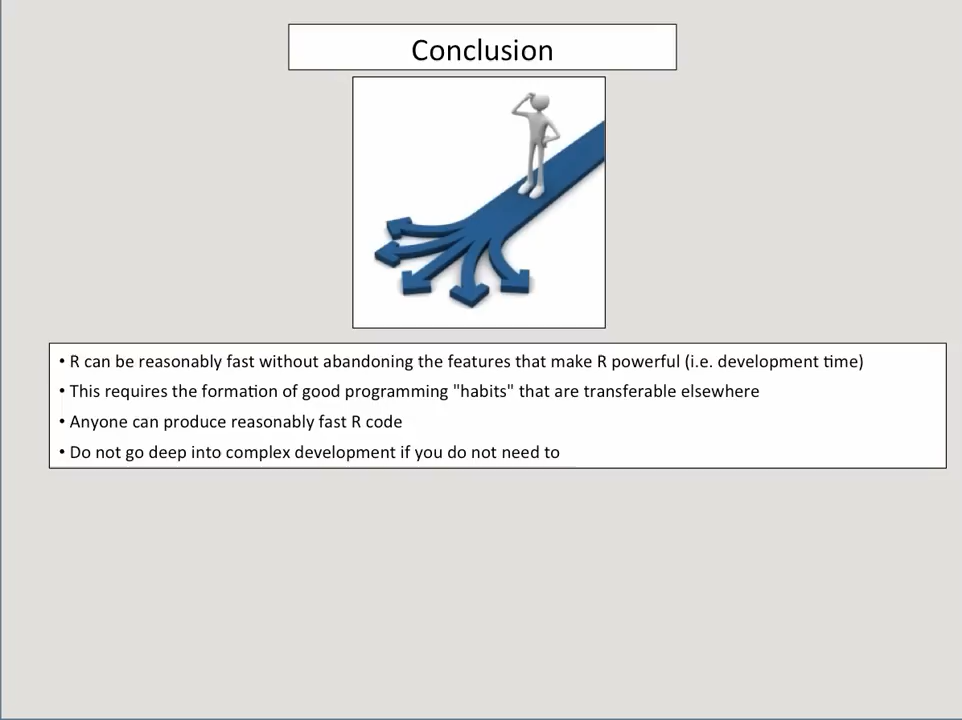 Conclusion
• R can be reasonably fast without abandoning the features that make R powerful (i.e. development time)
• This requires the formation of good programming "habits" that are transferable elsewhere
• Anyone can produce reasonably fast R code
• Do not go deep into complex development if you do not need to